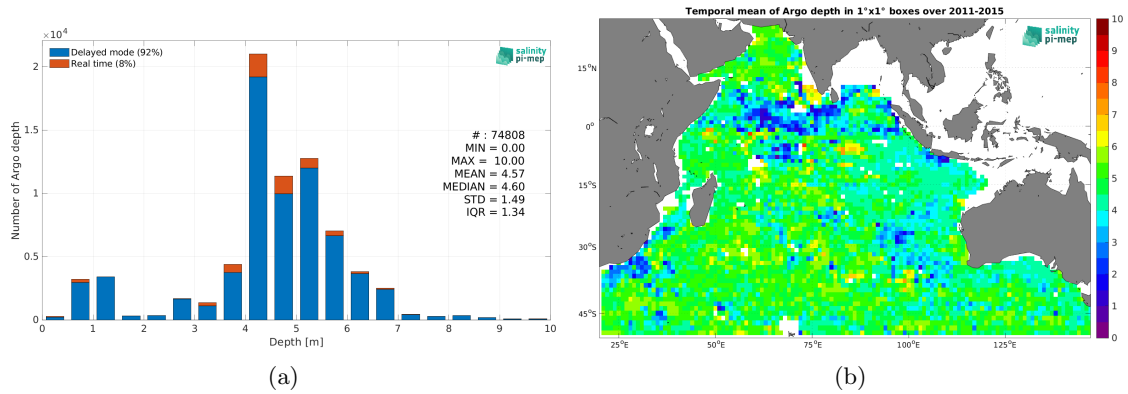 ×10⁴
Delayed mode (92%)
Real time (8%)
salinity
pi-mep
# : 74808
MIN = 0.00
MAX = 10.00
MEAN = 4.57
MEDIAN = 4.60
STD = 1.49
IQR = 1.34
Number of Argo depth
2
1.5
1
0.5
0
0 1 2 3 4 5 6 7 8 9 10
Depth [m]
(a)
Temporal mean of Argo depth in 1°x1° boxes over 2011-2015
salinity
pi-mep
15°N
0°
15°S
30°S
45°S
25°E 50°E 75°E 100°E 125°E
10
9
8
7
6
5
4
3
2
1
0
(b)